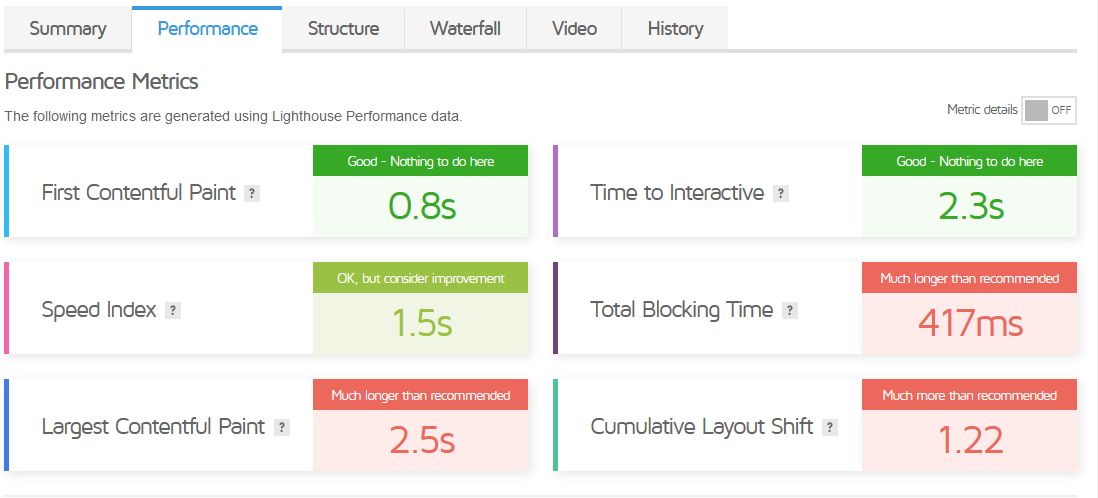 Summary Performance Structure Waterfall Video History
Performance Metrics
The following metrics are generated using Lighthouse Performance data.
Metric details OFF
First Contentful Paint ?
Good - Nothing to do here
0.8s
Time to Interactive ?
Good - Nothing to do here
2.3s
Speed Index ?
OK, but consider improvement
1.5s
Total Blocking Time ?
Much longer than recommended
417ms
Largest Contentful Paint ?
Much longer than recommended
2.5s
Cumulative Layout Shift ?
Much more than recommended
1.22